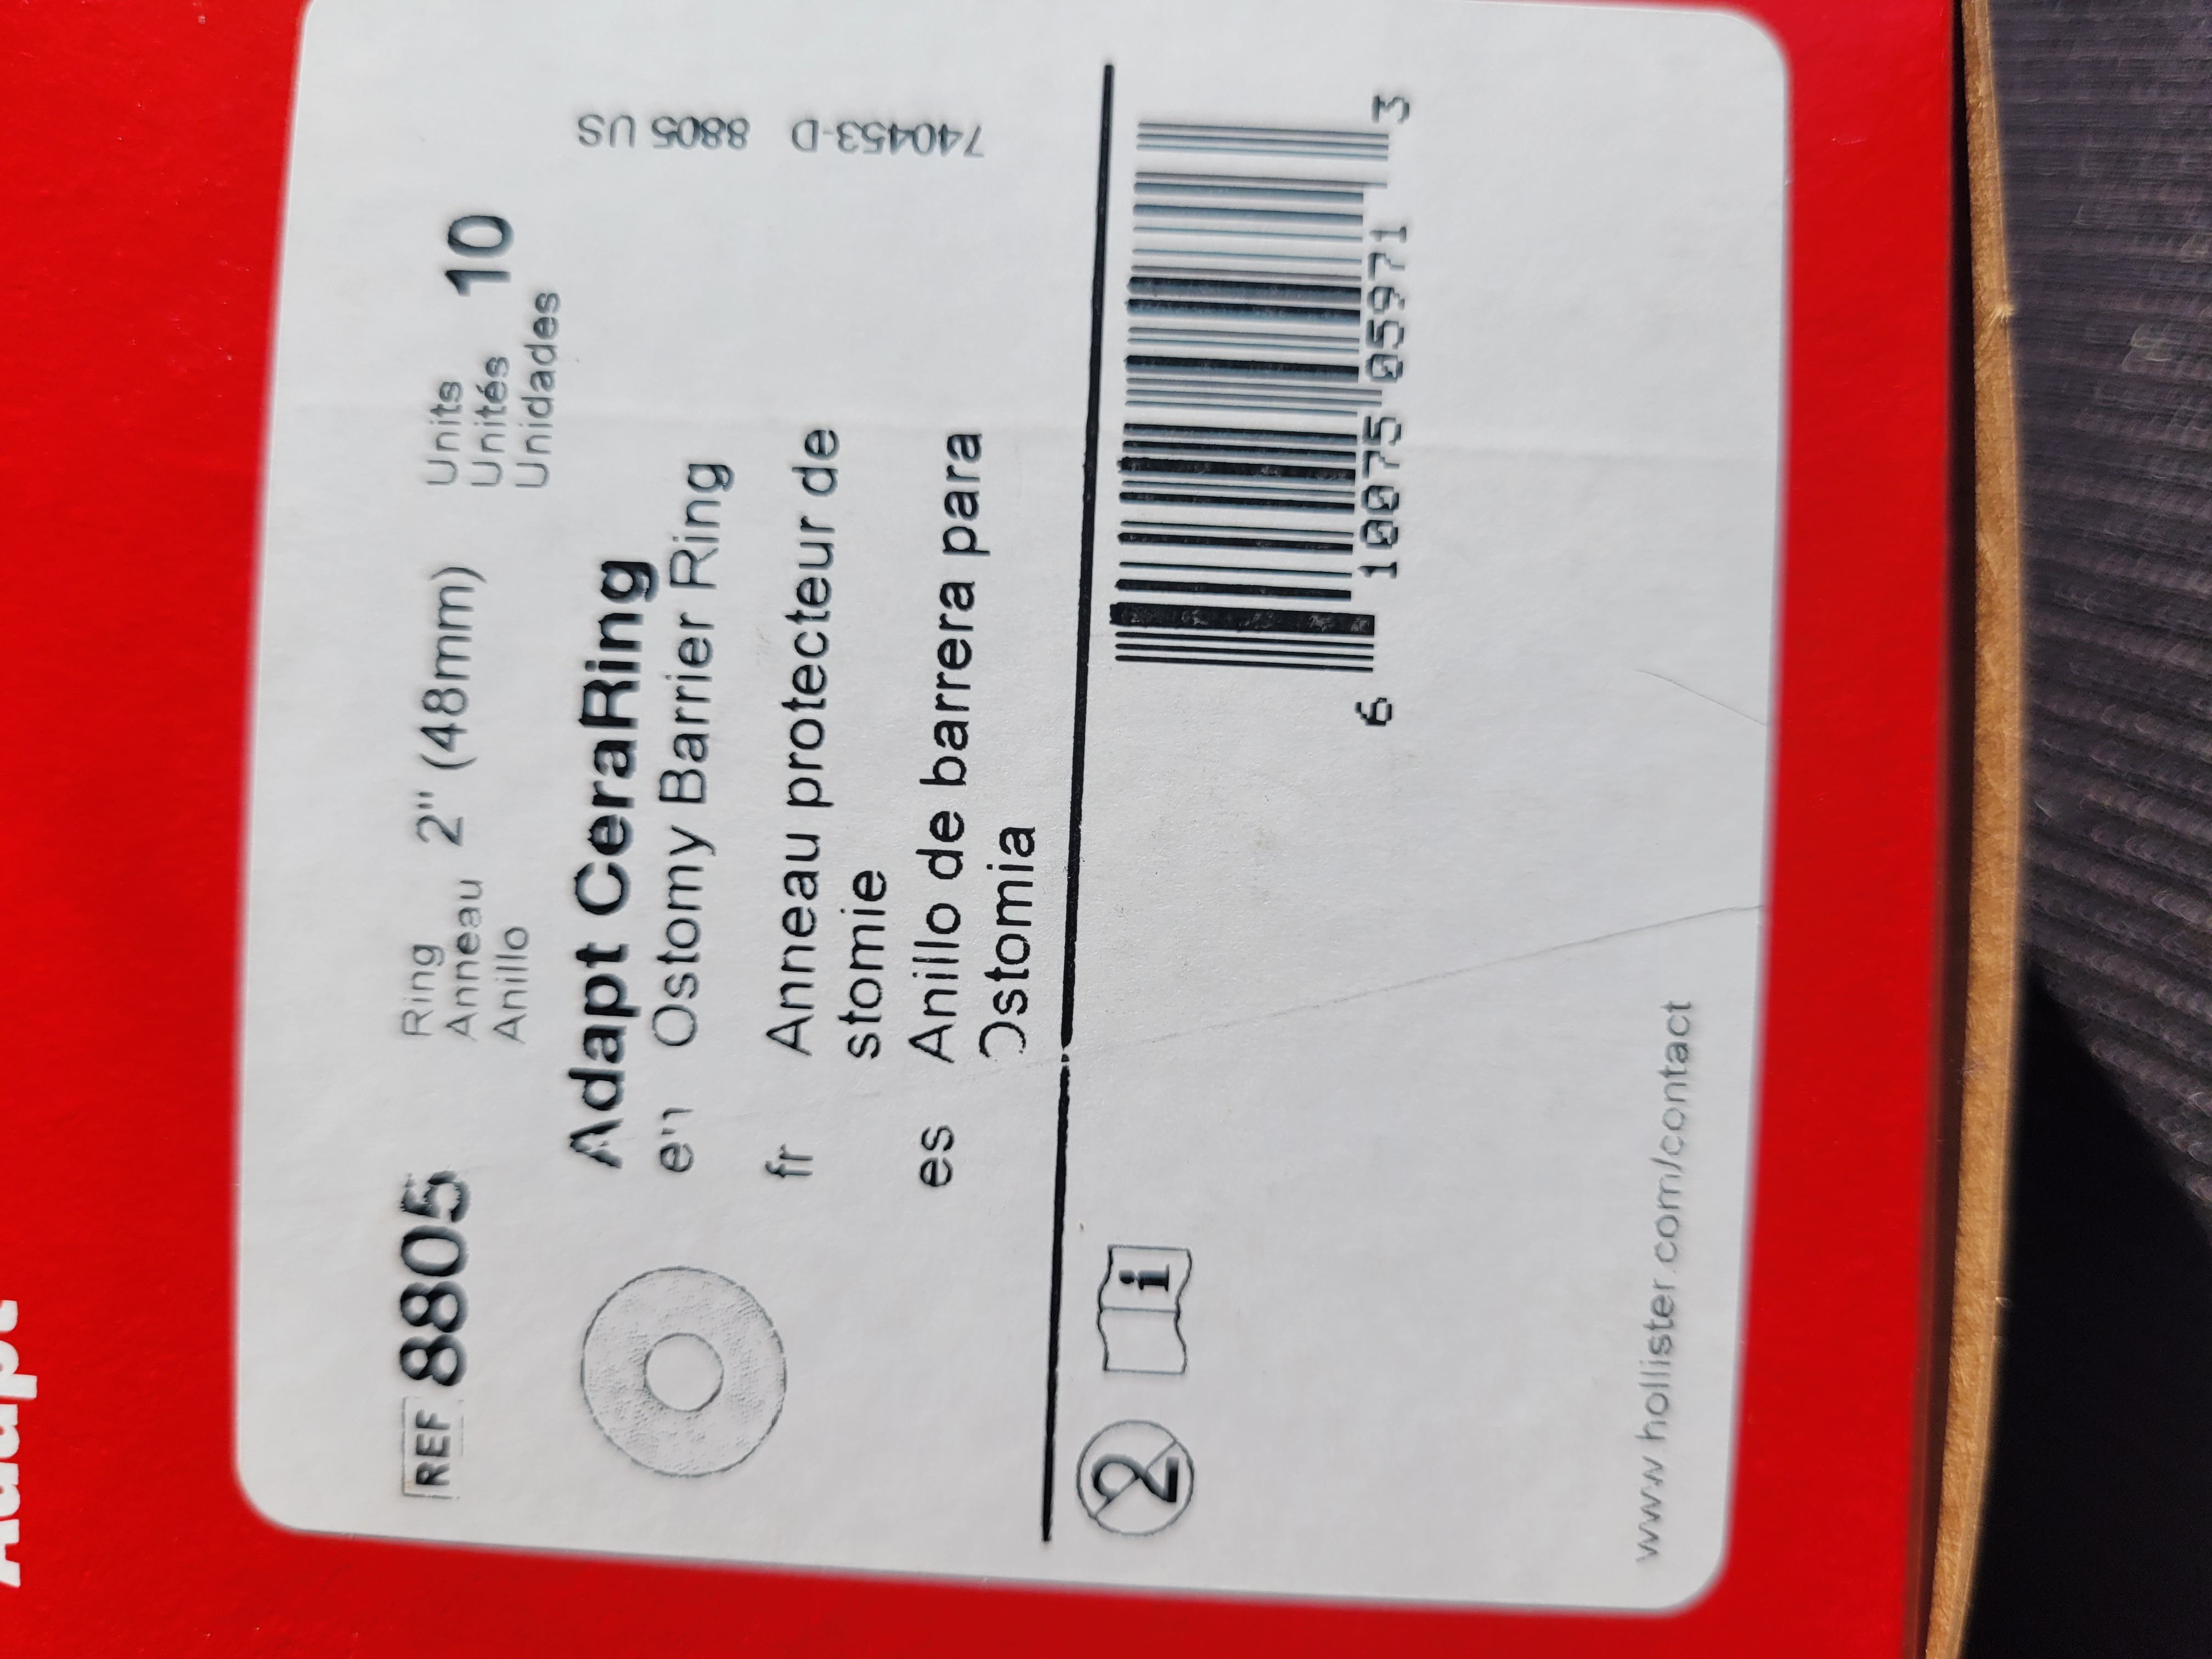 Adapt
REF 8805
Ring
Anneau 2" (48mm)
Anillo
Units
Unités 10
Unidades
Adapt CeraRing
en Ostomy Barrier Ring
fr Anneau protecteur de
stomie
es Anillo de barrera para
Ostomia
8805 US
740453-D
2
i
6 10075 05971 3
www.hollister.com/contact